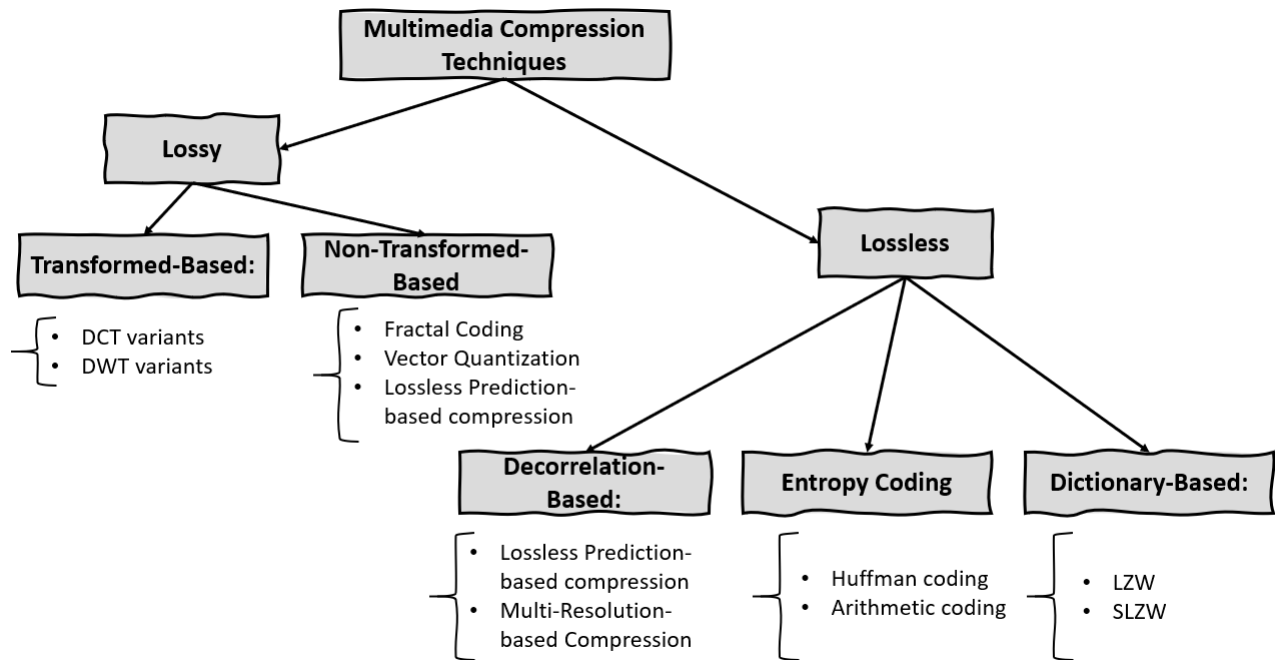 Multimedia Compression
Techniques
Lossy
Lossless
Transformed-Based:
Non-Transformed-
Based
• DCT variants
• DWT variants
• Fractal Coding
• Vector Quantization
• Lossless Prediction-
based compression
Decorrelation-
Based:
Entropy Coding
Dictionary-Based:
• Lossless Prediction-
based compression
• Multi-Resolution-
based Compression
• Huffman coding
• Arithmetic coding
• LZW
• SLZW